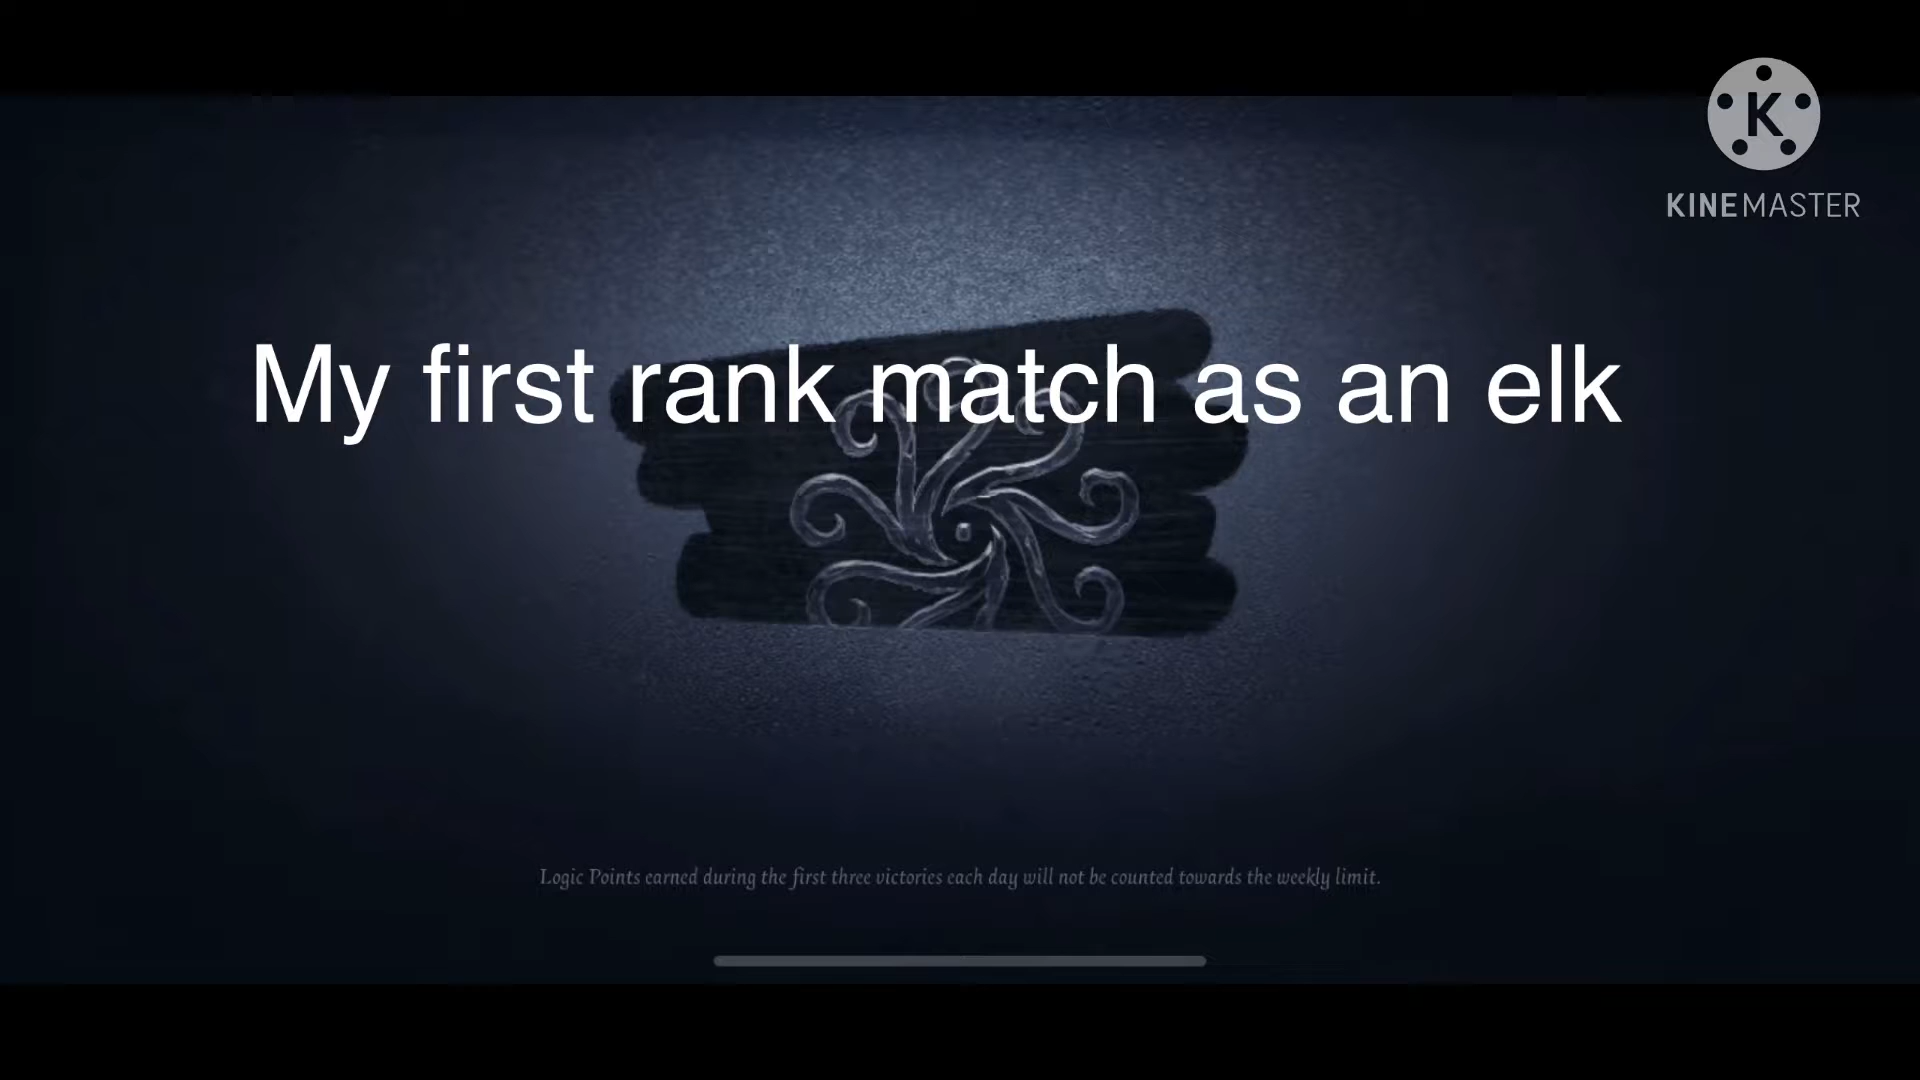 K
KINEMASTER
My first rank match as an elk
Logic Points earned during the first three victories each day will not be counted towards the weekly limit.